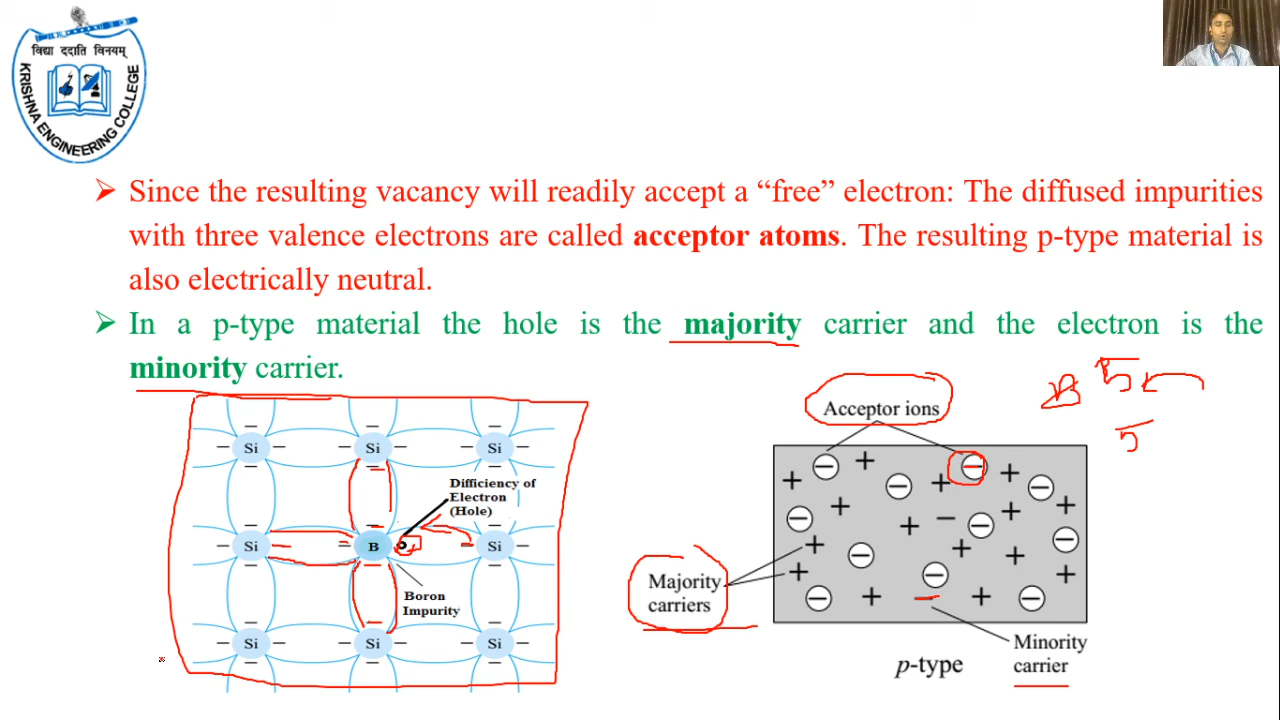 विद्या ददाति विनयम्
KRISHNA ENGINEERING COLLEGE
➢ Since the resulting vacancy will readily accept a “free” electron: The diffused impurities
with three valence electrons are called acceptor atoms. The resulting p-type material is
also electrically neutral.
➢ In a p-type material the hole is the majority carrier and the electron is the
minority carrier.
Si Si Si
Difficiency of
Electron
(Hole)
Si B Si
Boron
Impurity
Si Si Si
Acceptor ions
Majority
carriers
Minority
carrier
p-type